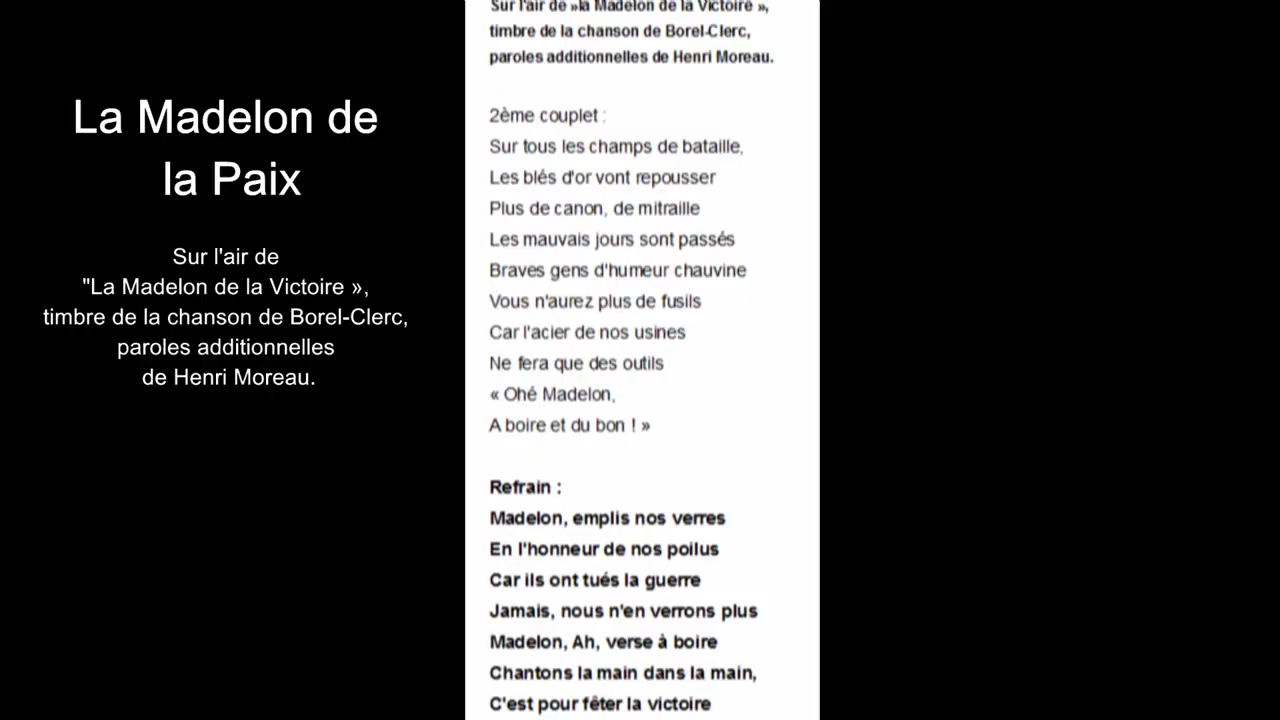 La Madelon de
la Paix
Sur l'air de
"La Madelon de la Victoire »,
timbre de la chanson de Borel-Clerc,
paroles additionnelles
de Henri Moreau.
Sur l'air de »la Madelon de la Victoire »,
timbre de la chanson de Borel-Clerc,
paroles additionnelles de Henri Moreau.
2ème couplet :
Sur tous les champs de bataille,
Les blés d'or vont repousser
Plus de canon, de mitraille
Les mauvais jours sont passés
Braves gens d'humeur chauvine
Vous n'aurez plus de fusils
Car l'acier de nos usines
Ne fera que des outils
« Ohé Madelon,
A boire et du bon ! »
Refrain :
Madelon, emplis nos verres
En l'honneur de nos poilus
Car ils ont tués la guerre
Jamais, nous n'en verrons plus
Madelon, Ah, verse à boire
Chantons la main dans la main,
C'est pour fêter la victoire